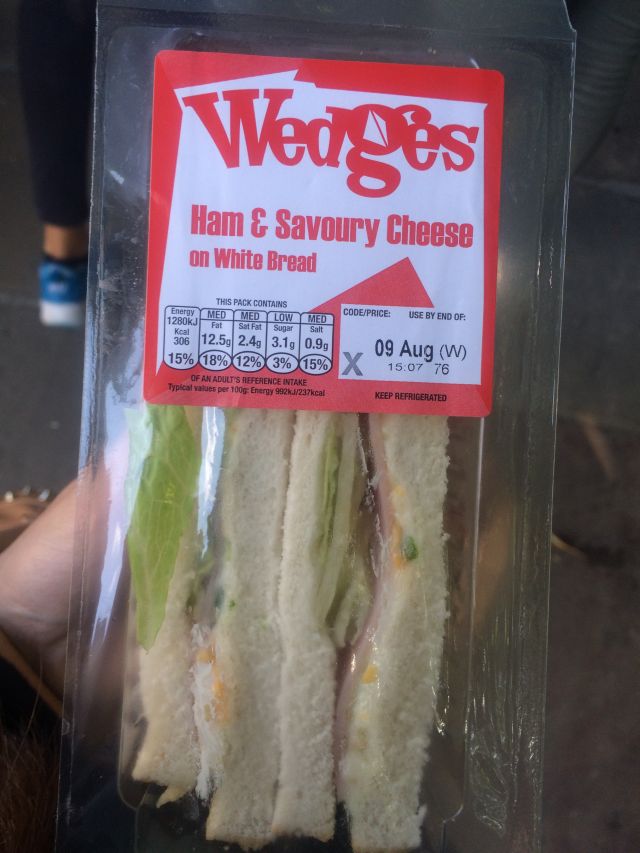 Wedges
Ham & Savoury Cheese
on White Bread
THIS PACK CONTAINS
Energy 1280kJ Kcal 306 15%
MED Fat 12.5g 18%
MED Sat Fat 2.4g 12%
LOW Sugar 3.1g 3%
MED Salt 0.9g 15%
OF AN ADULT'S REFERENCE INTAKE
Typical values per 100g: Energy 992kJ/237kcal
CODE/PRICE: USE BY END OF:
X 09 Aug (W)
15:07 76
KEEP REFRIGERATED